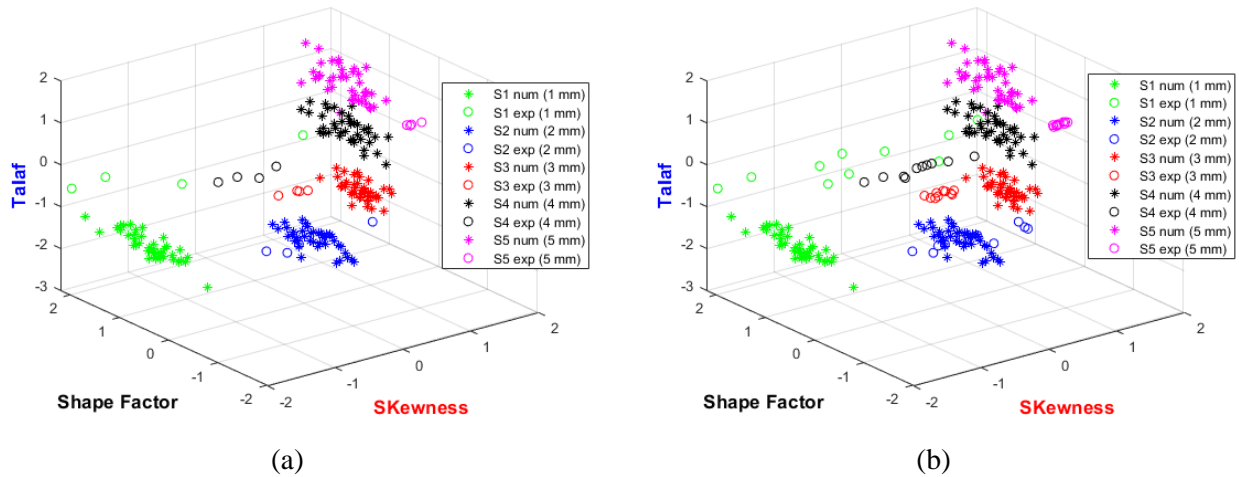 2
1
0
-1
-2
-3
Talaf
2
1
0
-1
-2
Shape Factor
-2
-1
0
1
2
SKewness
S1 num (1 mm)
S1 exp (1 mm)
S2 num (2 mm)
S2 exp (2 mm)
S3 num (3 mm)
S3 exp (3 mm)
S4 num (4 mm)
S4 exp (4 mm)
S5 num (5 mm)
S5 exp (5 mm)
(a)
2
1
0
-1
-2
-3
Talaf
2
1
0
-1
-2
Shape Factor
-2
-1
0
1
2
SKewness
S1 num (1 mm)
S1 exp (1 mm)
S2 num (2 mm)
S2 exp (2 mm)
S3 num (3 mm)
S3 exp (3 mm)
S4 num (4 mm)
S4 exp (4 mm)
S5 num (5 mm)
S5 exp (5 mm)
(b)